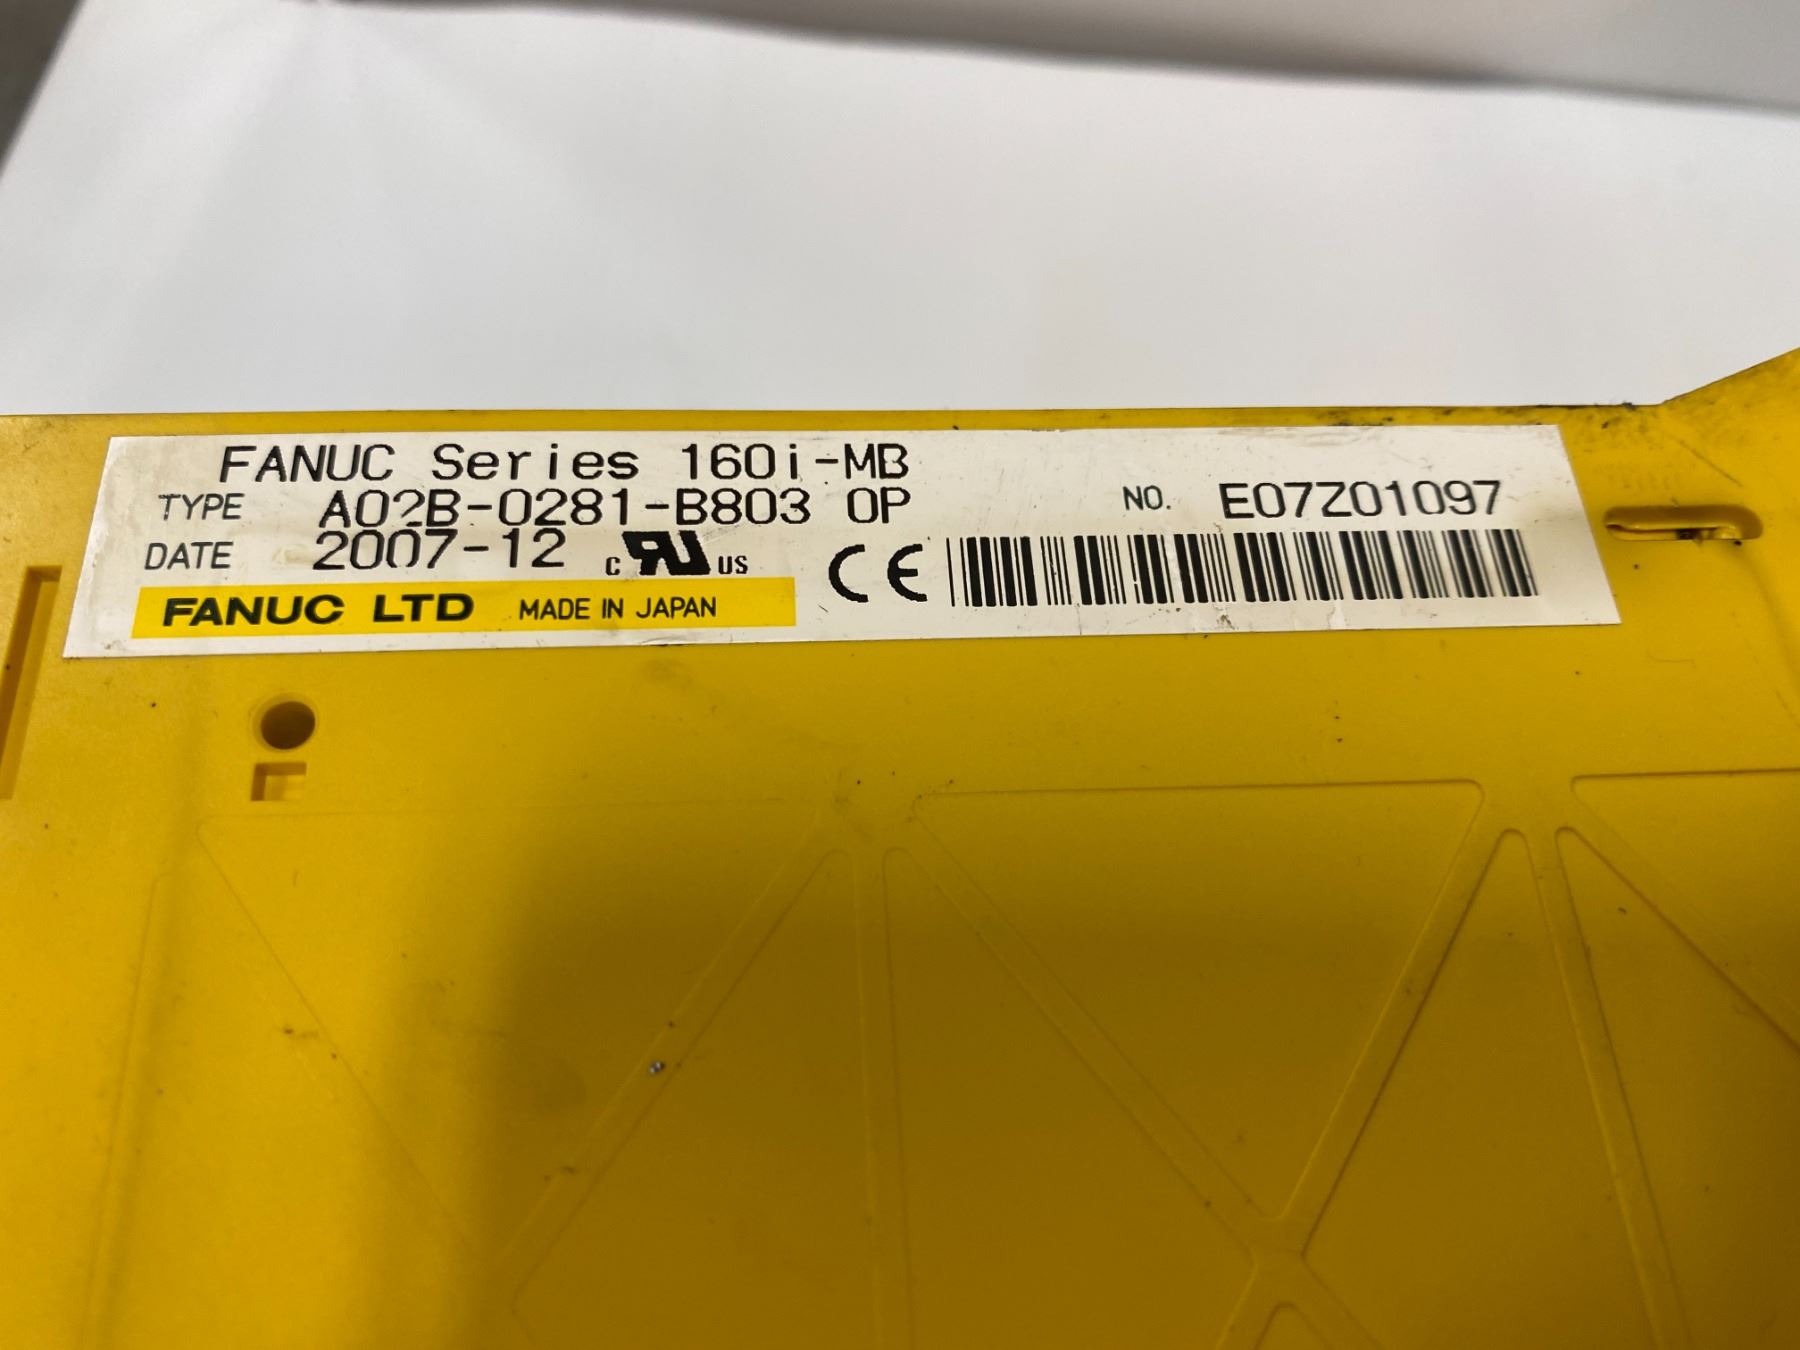 FANUC Series 160i-MB
TYPE A02B-0281-B803 OP NO. E07Z01097
DATE 2007-12 c RU US CE
FANUC LTD MADE IN JAPAN